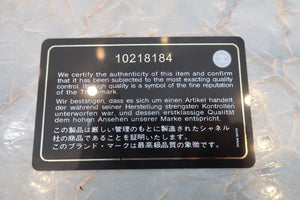 10218184
We certify the authenticity of this item and confirm
that it has been subjected to the most exacting quality
control. Its high quality is a symbol of the fine reputation
of the Trademark.
Wir bestätigen, dass es sich um einen Artikel handelt
der während seiner Herstellung strengsten Kontrollen
unterworfen war, und dessen erstklassige Qualität
dem hohen Ansehen unserer Marke entspricht.
この製品は厳しい管理のもとに製造されたシャネル
社の商品であることを証明いたします。
このブランド・マークは最高級品質の象徴です。